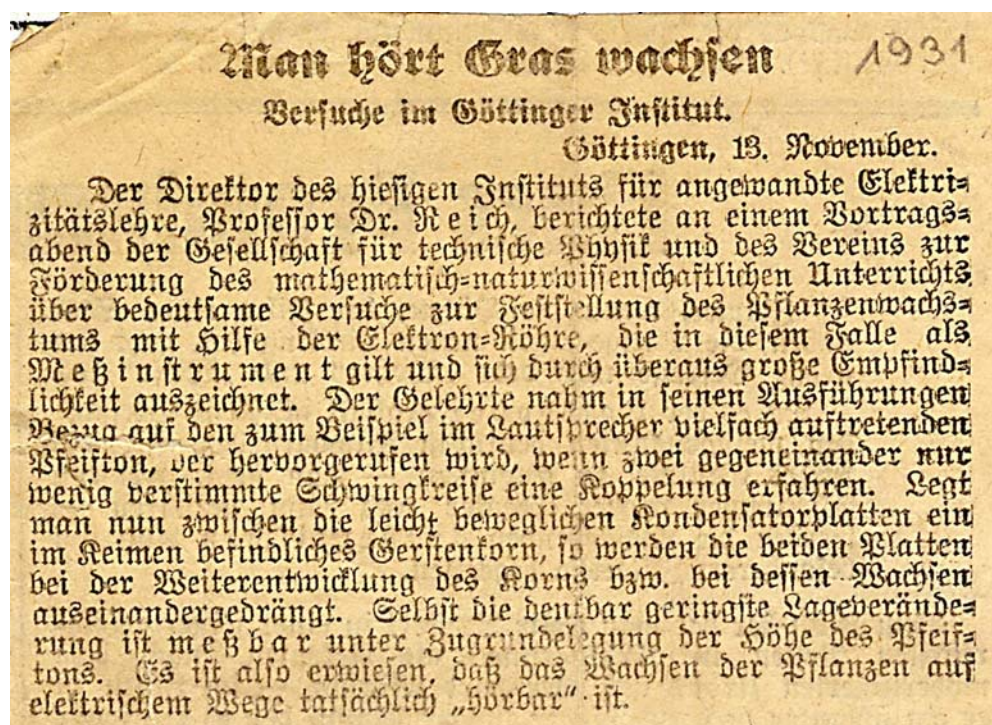 Man hört Gras wachsen
1931
Versuche im Göttinger Institut.
Göttingen, 13. November.
Der Direktor des hiesigen Instituts für angewandte Elektri-
zitätslehre, Professor Dr. Reich, berichtete an einem Vortrags-
abend der Gesellschaft für technische Physik und des Vereins zur
Förderung des mathematisch-naturwissenschaftlichen Unterrichts
über bedeutsame Versuche zur Feststellung des Pflanzenwachs-
tums mit Hilfe der Elektron-Röhre, die in diesem Falle als
Meßinstrument gilt und sich durch überaus große Empfind-
lichkeit auszeichnet. Der Gelehrte nahm in seinen Ausführungen
Bezug auf den zum Beispiel im Lautsprecher vielfach auftretenden
Pfeifton, der hervorgerufen wird, wenn zwei gegeneinander nur
wenig verstimmte Schwingkreise eine Koppelung erfahren. Legt
man nun zwischen die leicht beweglichen Kondensatorplatten ein
im Keimen befindliches Gerstenkorn, so werden die beiden Platten
bei der Weiterentwicklung des Korns bzw. bei dessen Wachsen
auseinandergedrängt. Selbst die denkbar geringste Lageverände-
rung ist meßbar unter Zugrundelegung der Höhe des Pfeif-
tons. Es ist also erwiesen, daß das Wachsen der Pflanzen auf
elektrischem Wege tatsächlich „hörbar“ ist.